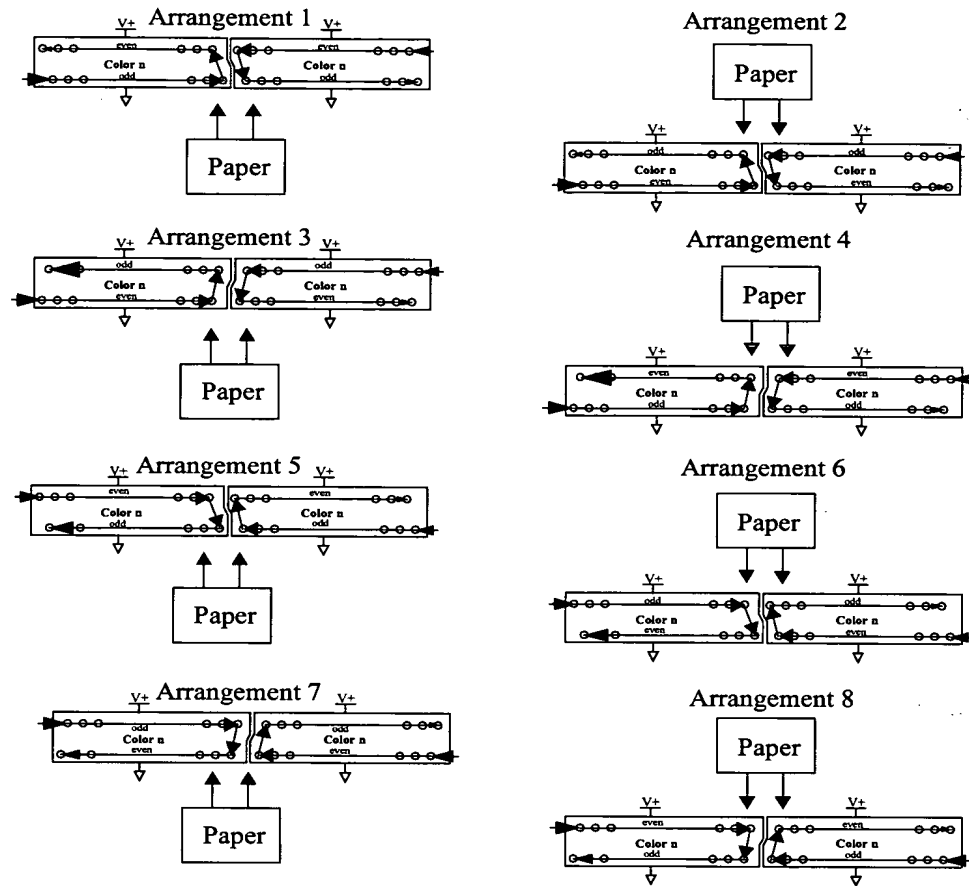 Arrangement 1
V+ V+
even even
Color n Color n
odd odd
Paper
Arrangement 2
Paper
V+ V+
odd odd
Color n Color n
even even
Arrangement 3
V+ V+
odd odd
Color n Color n
even even
Paper
Arrangement 4
Paper
V+ V+
even even
Color n Color n
odd odd
Arrangement 5
V+ V+
even even
Color n Color n
odd odd
Paper
Arrangement 6
Paper
V+ V+
odd odd
Color n Color n
even even
Arrangement 7
V+ V+
odd odd
Color n Color n
even even
Paper
Arrangement 8
Paper
V+ V+
even even
Color n Color n
odd odd